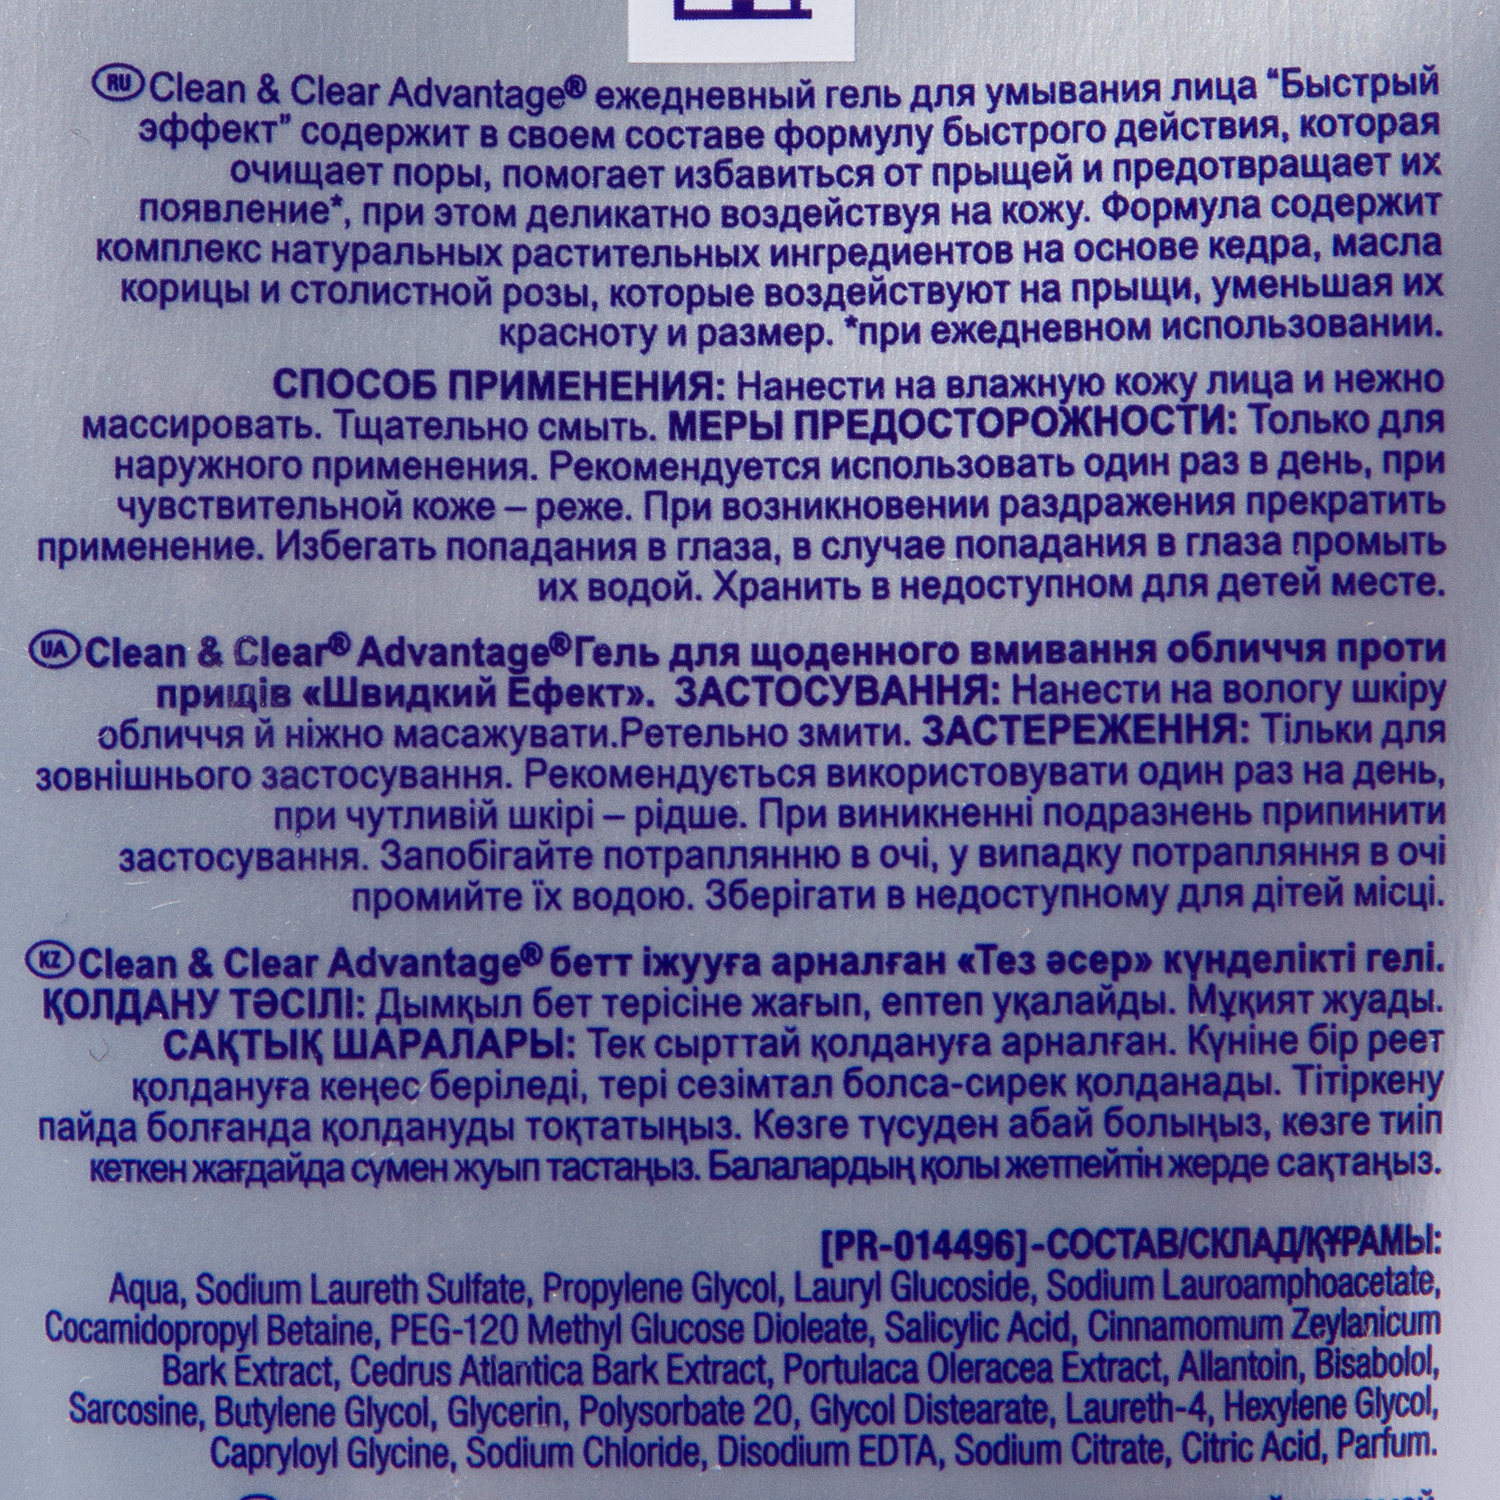 RU Clean & Clear Advantage® ежедневный гель для умывания лица “Быстрый
эффект” содержит в своем составе формулу быстрого действия, которая
очищает поры, помогает избавиться от прыщей и предотвращает их
появление*, при этом деликатно воздействуя на кожу. Формула содержит
комплекс натуральных растительных ингредиентов на основе кедра, масла
корицы и столистной розы, которые воздействуют на прыщи, уменьшая их
красноту и размер. *при ежедневном использовании.
СПОСОБ ПРИМЕНЕНИЯ: Нанести на влажную кожу лица и нежно
массировать. Тщательно смыть. МЕРЫ ПРЕДОСТОРОЖНОСТИ: Только для
наружного применения. Рекомендуется использовать один раз в день, при
чувствительной коже – реже. При возникновении раздражения прекратить
применение. Избегать попадания в глаза, в случае попадания в глаза промыть
их водой. Хранить в недоступном для детей месте.
UA Clean & Clear® Advantage®Гель для щоденного вмивання обличчя проти
прищів «Швидкий Ефект». ЗАСТОСУВАННЯ: Нанести на вологу шкіру
обличчя й ніжно масажувати.Ретельно змити. ЗАСТЕРЕЖЕННЯ: Тільки для
зовнішнього застосування. Рекомендується використовувати один раз на день,
при чутливій шкірі – рідше. При виникненні подразнень припинити
застосування. Запобігайте потраплянню в очі, у випадку потрапляння в очі
промийте їх водою. Зберігати в недоступному для дітей місці.
KZ Clean & Clear Advantage® бетт іжууға арналған «Тез әсер» күнделікті гелі.
ҚОЛДАНУ ТӘСІЛІ: Дымқыл бет терісіне жағып, ептеп уқалайды. Мұқият жуады.
САҚТЫҚ ШАРАЛАРЫ: Тек сырттай қолдануға арналған. Күніне бір реет
қолдануға кеңес беріледі, тері сезімтал болса-сирек қолданады. Тітіркену
пайда болғанда қолдануды тоқтатыңыз. Көзге түсуден абай болыңыз, көзге тиіп
кеткен жағдайда сумен жуып тастаңыз. Балалардың қолы жетпейтін жерде сақтаңыз.
[PR-014496]-СОСТАВ/СКЛАД/ҚҰРАМЫ:
Aqua, Sodium Laureth Sulfate, Propylene Glycol, Lauryl Glucoside, Sodium Lauroamphoacetate,
Cocamidopropyl Betaine, PEG-120 Methyl Glucose Dioleate, Salicylic Acid, Cinnamomum Zeylanicum
Bark Extract, Cedrus Atlantica Bark Extract, Portulaca Oleracea Extract, Allantoin, Bisabolol,
Sarcosine, Butylene Glycol, Glycerin, Polysorbate 20, Glycol Distearate, Laureth-4, Hexylene Glycol,
Capryloyl Glycine, Sodium Chloride, Disodium EDTA, Sodium Citrate, Citric Acid, Parfum.